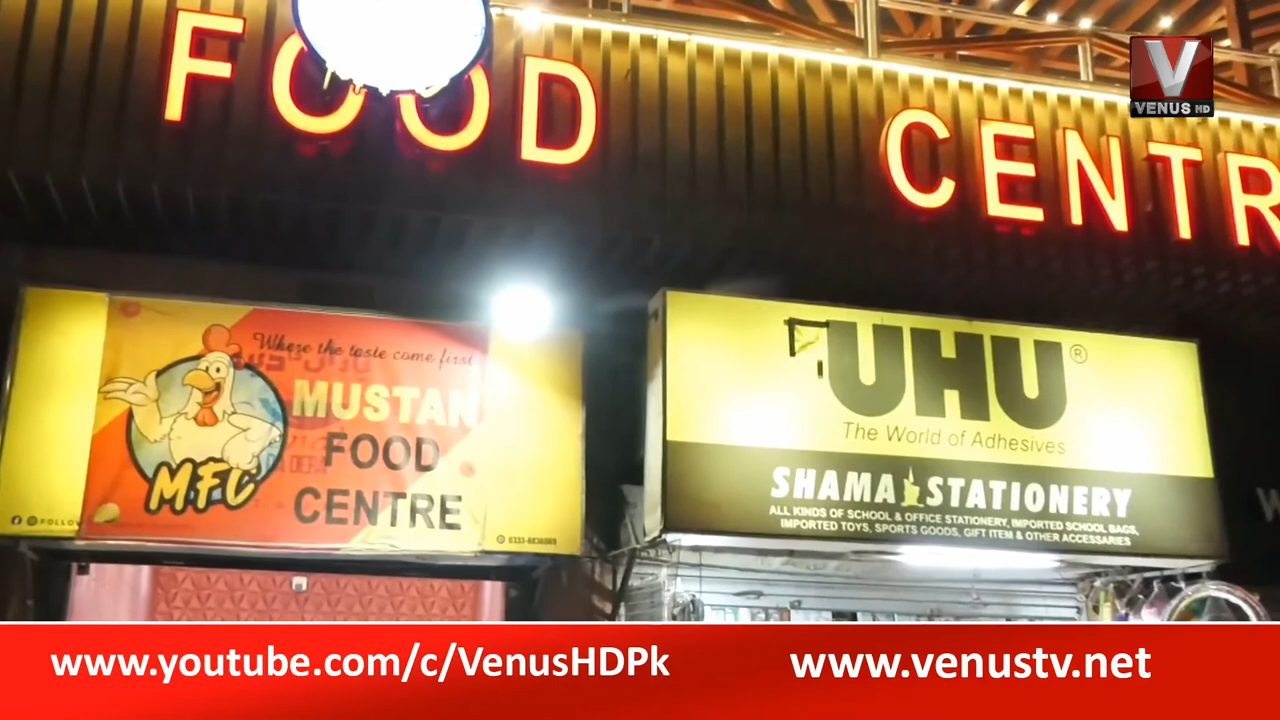 FOOD CENTR
V
VENUS HD
Where the taste come first
MUSTAN
FOOD
CENTRE
MFC
FOLLOW
UHU®
The World of Adhesives
SHAMA STATIONERY
ALL KINDS OF SCHOOL & OFFICE STATIONERY, IMPORTED SCHOOL BAGS,
IMPORTED TOYS, SPORTS GOODS, GIFT ITEM & OTHER ACCESSARIES
www.youtube.com/c/VenusHDPk
www.venustv.net